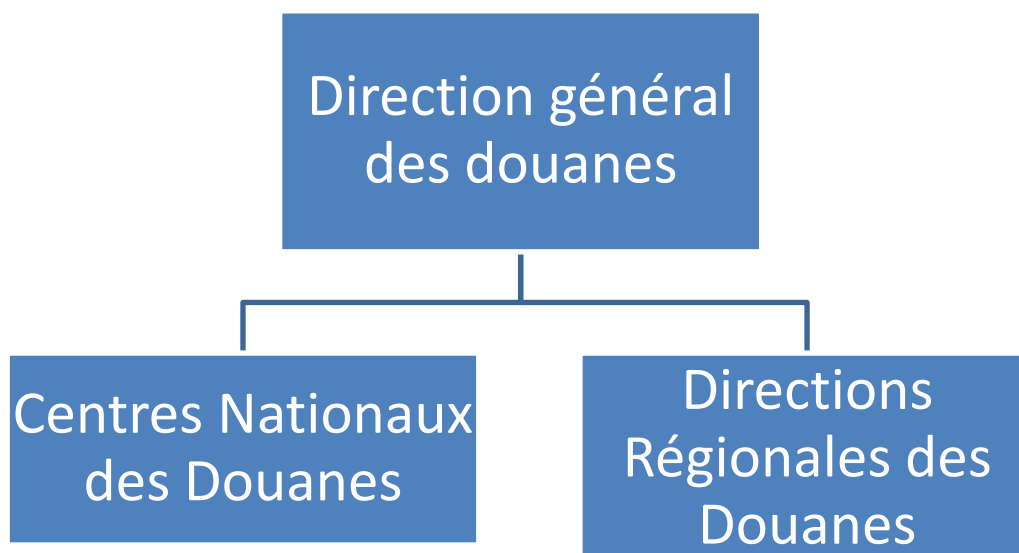 Direction général
des douanes
Centres Nationaux
des Douanes
Directions
Régionales des
Douanes